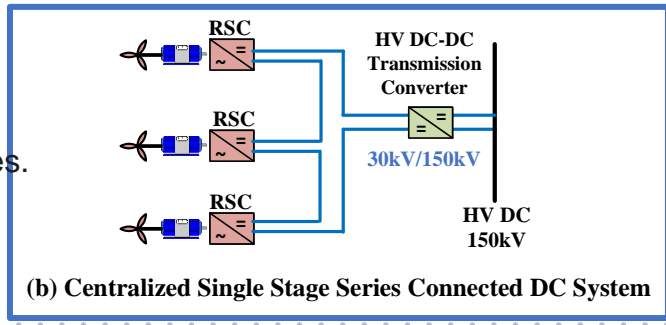 RSC
HV DC-DC
Transmission
Converter
RSC
es.
30kV/150kV
RSC
HV DC
150kV
(b) Centralized Single Stage Series Connected DC System